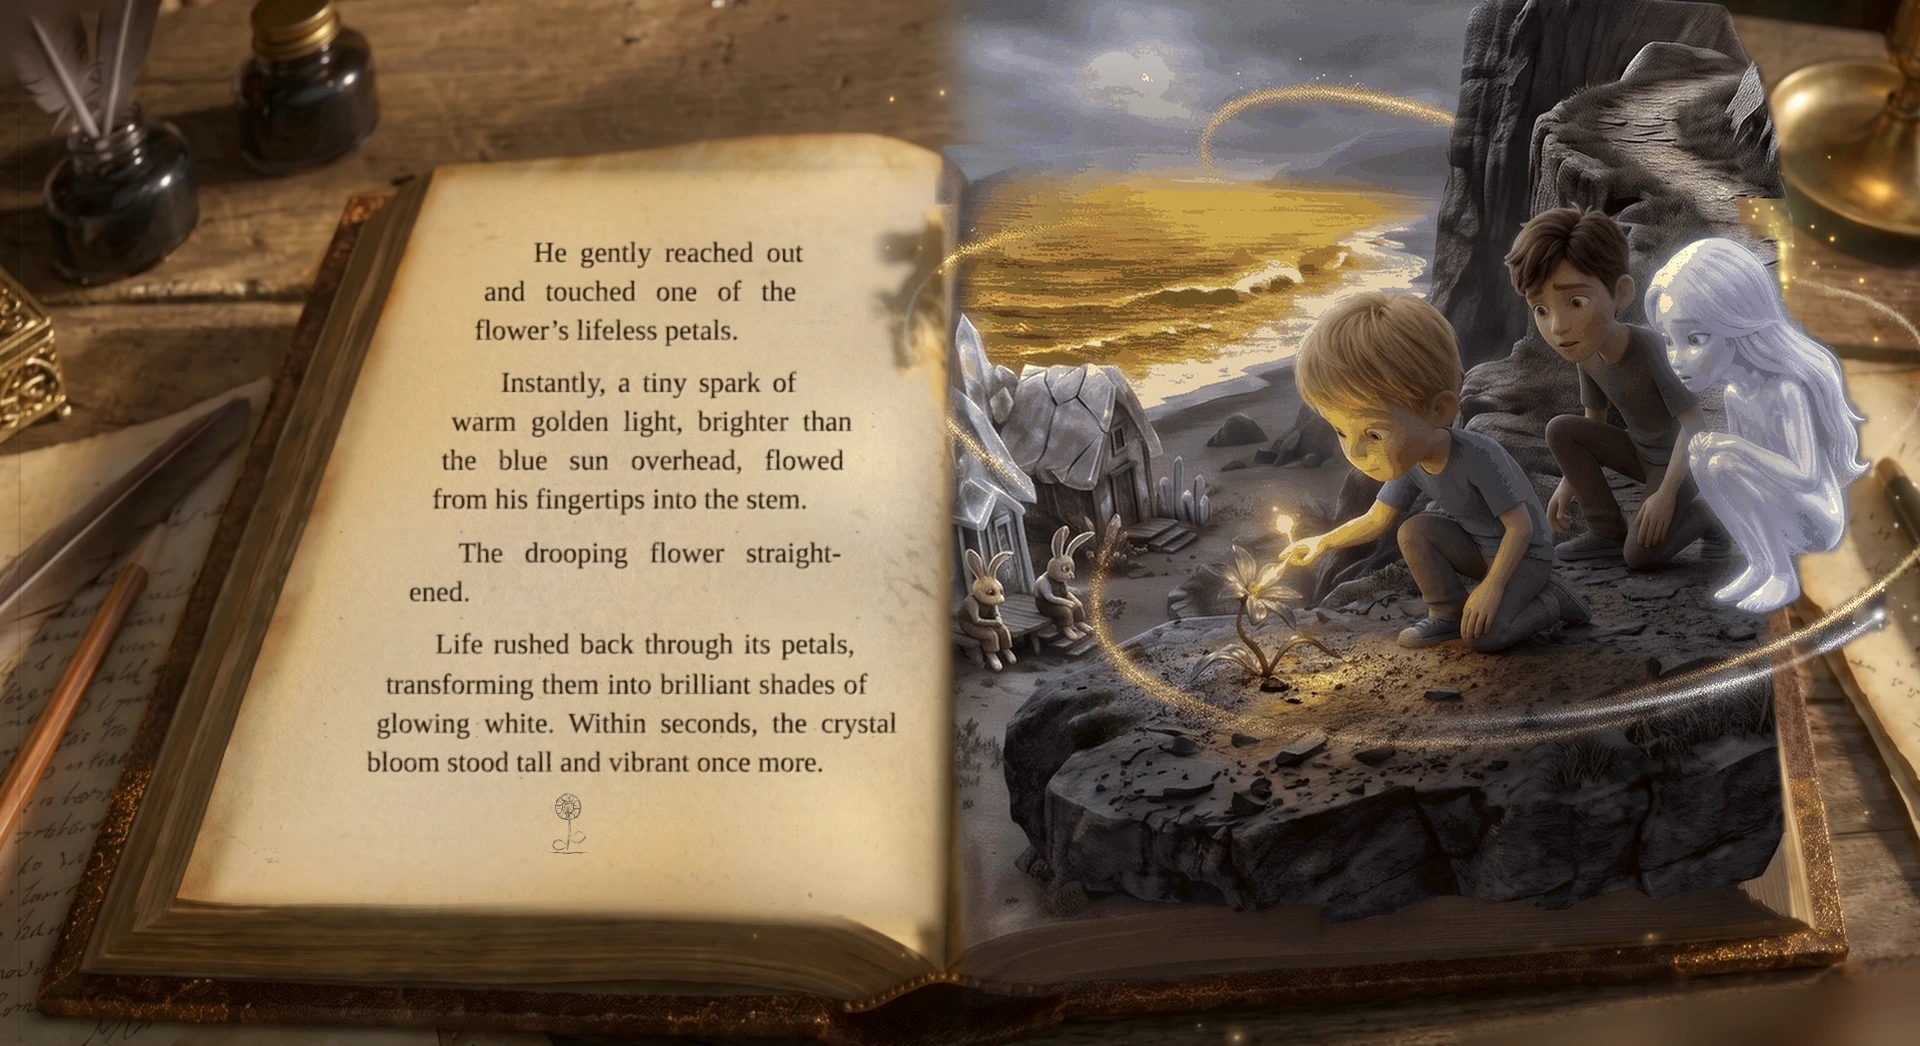 He gently reached out
and touched one of the
flower’s lifeless petals.
Instantly, a tiny spark of
warm golden light, brighter than
the blue sun overhead, flowed
from his fingertips into the stem.
The drooping flower straight-
ened.
Life rushed back through its petals,
transforming them into brilliant shades of
glowing white. Within seconds, the crystal
bloom stood tall and vibrant once more.